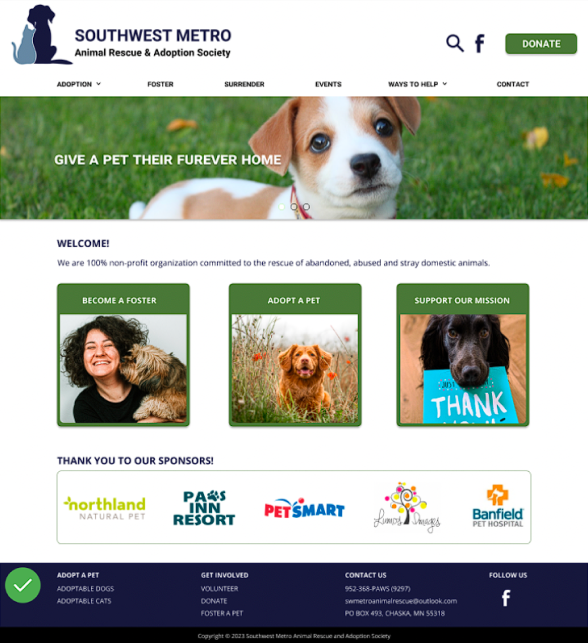 SOUTHWEST METRO
Animal Rescue & Adoption Society
DONATE
ADOPTION FOSTER SURRENDER EVENTS WAYS TO HELP CONTACT
GIVE A PET THEIR FUREVER HOME
WELCOME!
We are 100% non-profit organization committed to the rescue of abandoned, abused and stray domestic animals.
BECOME A FOSTER ADOPT A PET SUPPORT OUR MISSION
THANK
THANK YOU TO OUR SPONSORS!
northland
NATURAL PET
PAWS
INN
RESORT
PETSMART
Lumos Images
Banfield
PET HOSPITAL
ADOPT A PET GET INVOLVED CONTACT US FOLLOW US
ADOPTABLE DOGS VOLUNTEER 952-368-PAWS (9297)
ADOPTABLE CATS DONATE swmetroanimalrescue@outlook.com
FOSTER A PET PO BOX 493, CHASKA, MN 55318
Copyright © 2023 Southwest Metro Animal Rescue and Adoption Society